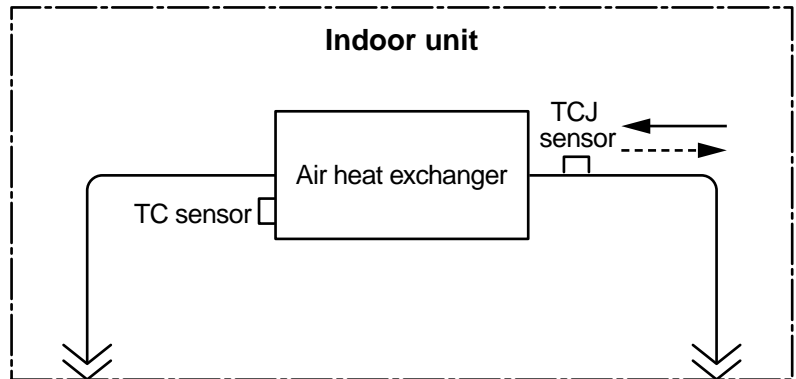 Indoor unit
TCJ
sensor
Air heat exchanger
TC sensor